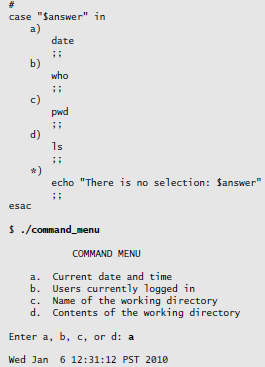 #
case "$answer" in
    a)
        date
        ;;
    b)
        who
        ;;
    c)
        pwd
        ;;
    d)
        ls
        ;;
    *)
        echo "There is no selection: $answer"
        ;;
esac
$ ./command_menu
            COMMAND MENU
    a.  Current date and time
    b.  Users currently logged in
    c.  Name of the working directory
    d.  Contents of the working directory
Enter a, b, c, or d: a
Wed Jan  6 12:31:12 PST 2010